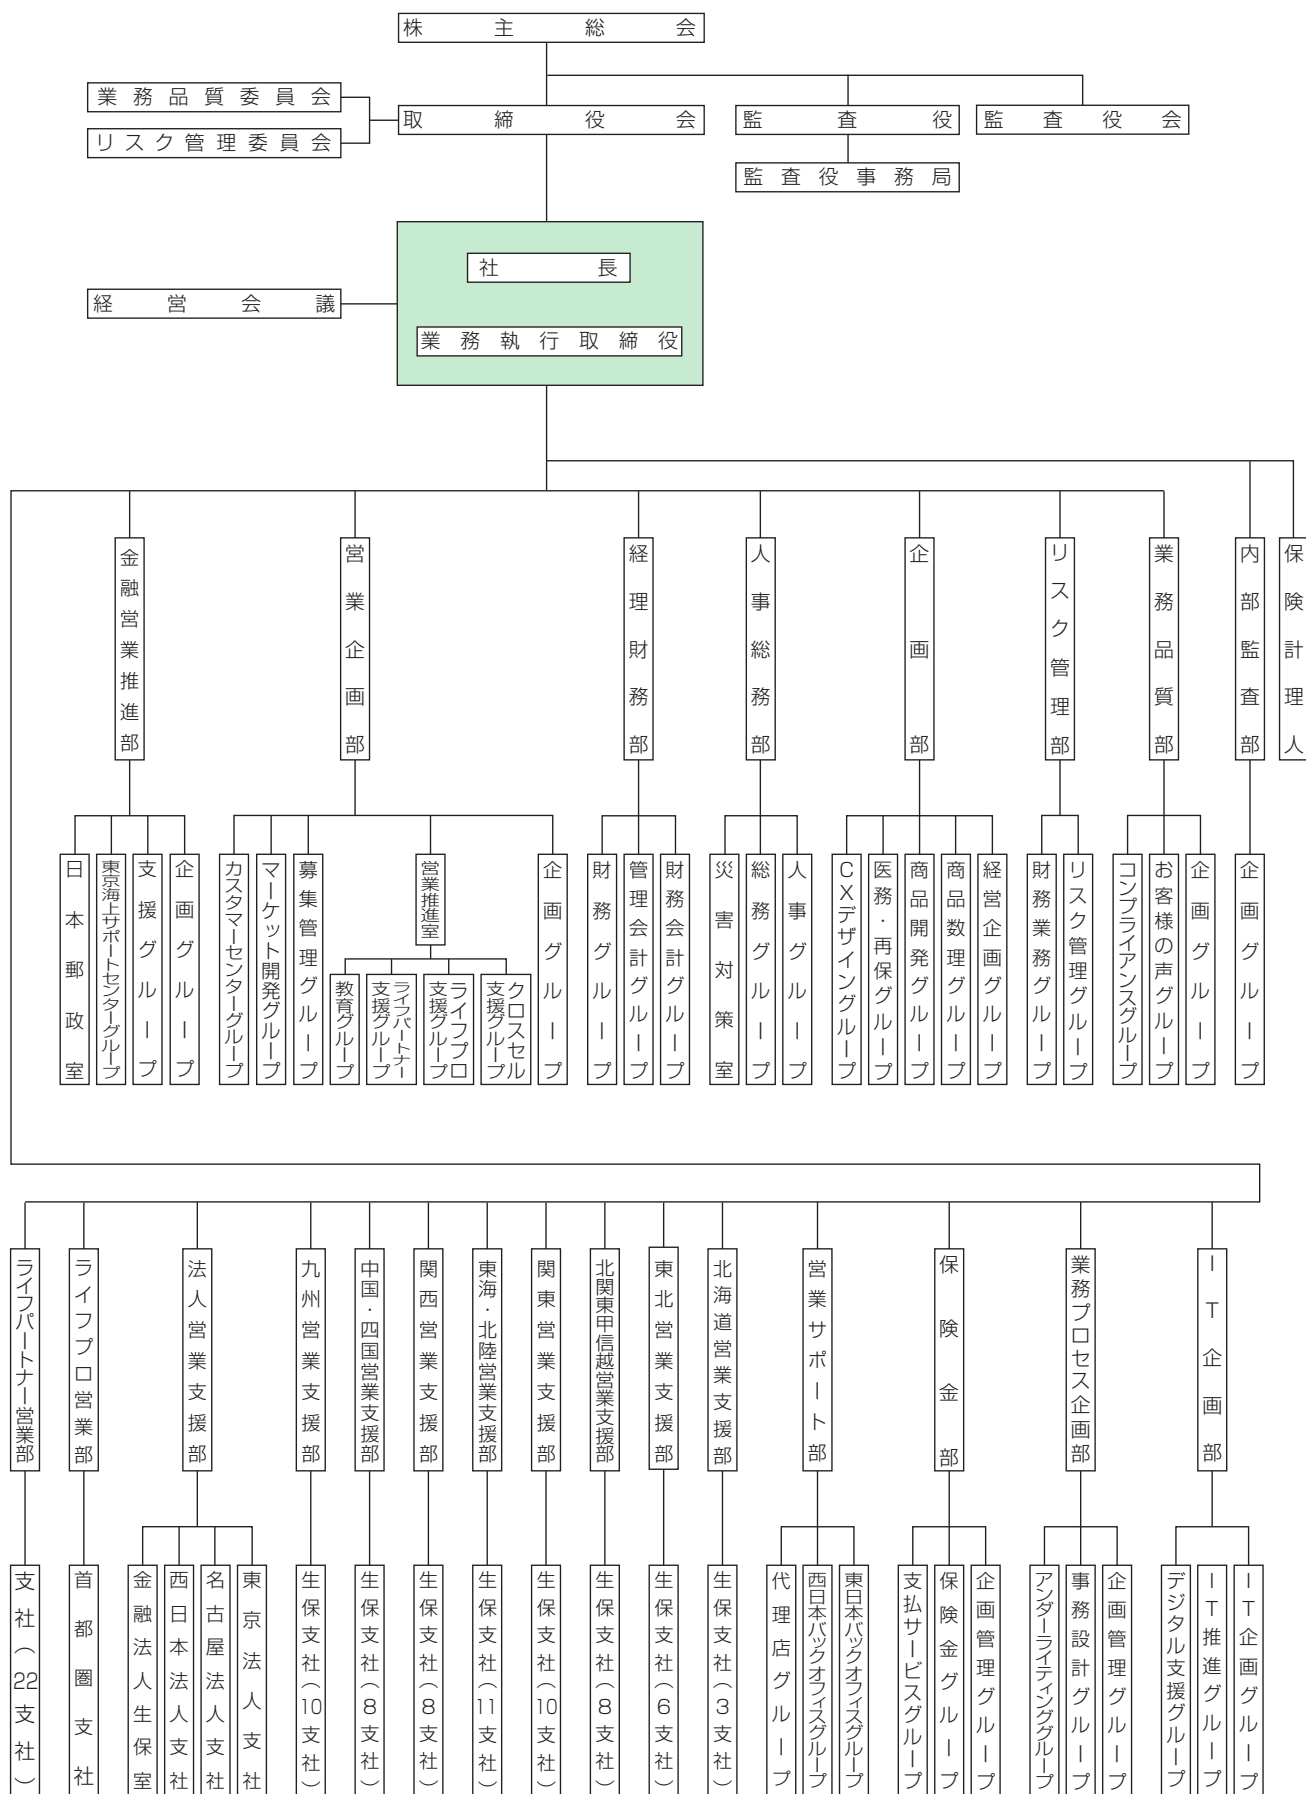 株主総会
業務品質委員会
リスク管理委員会
取締役会
監査役
監査役会
監査役事務局
社長
経営会議
業務執行取締役
金融営業推進部
営業企画部
経理財務部
人事総務部
企画部
リスク管理部
業務品質部
内部監査部
保険計理人
日本郵政室
東京海上サポートセンターグループ
支援グループ
企画グループ
カスタマーセンターグループ
マーケット開発グループ
募集管理グループ
営業推進室
教育グループ
ライフパートナー
支援グループ
ライフプロ
支援グループ
クロスセル
支援グループ
企画グループ
財務グループ
管理会計グループ
財務会計グループ
災害対策室
総務グループ
人事グループ
CXデザイングループ
医務・再保グループ
商品開発グループ
商品数理グループ
経営企画グループ
財務業務グループ
リスク管理グループ
コンプライアンスグループ
お客様の声グループ
企画グループ
企画グループ
ライフパートナー営業部
ライフプロ営業部
法人営業支援部
九州営業支援部
中国・四国営業支援部
関西営業支援部
東海・北陸営業支援部
関東営業支援部
北関東甲信越営業支援部
東北営業支援部
北海道営業支援部
営業サポート部
保険金部
業務プロセス企画部
IT企画部
支社(22支社)
首都圏支社
金融法人生保室
西日本法人支社
名古屋法人支社
東京法人支社
生保支社(10支社)
生保支社(8支社)
生保支社(8支社)
生保支社(11支社)
生保支社(10支社)
生保支社(8支社)
生保支社(6支社)
生保支社(3支社)
代理店グループ
西日本バックオフィスグループ
東日本バックオフィスグループ
支払サービスグループ
保険金グループ
企画管理グループ
アンダーライティンググループ
事務設計グループ
企画管理グループ
デジタル支援グループ
IT推進グループ
IT企画グループ